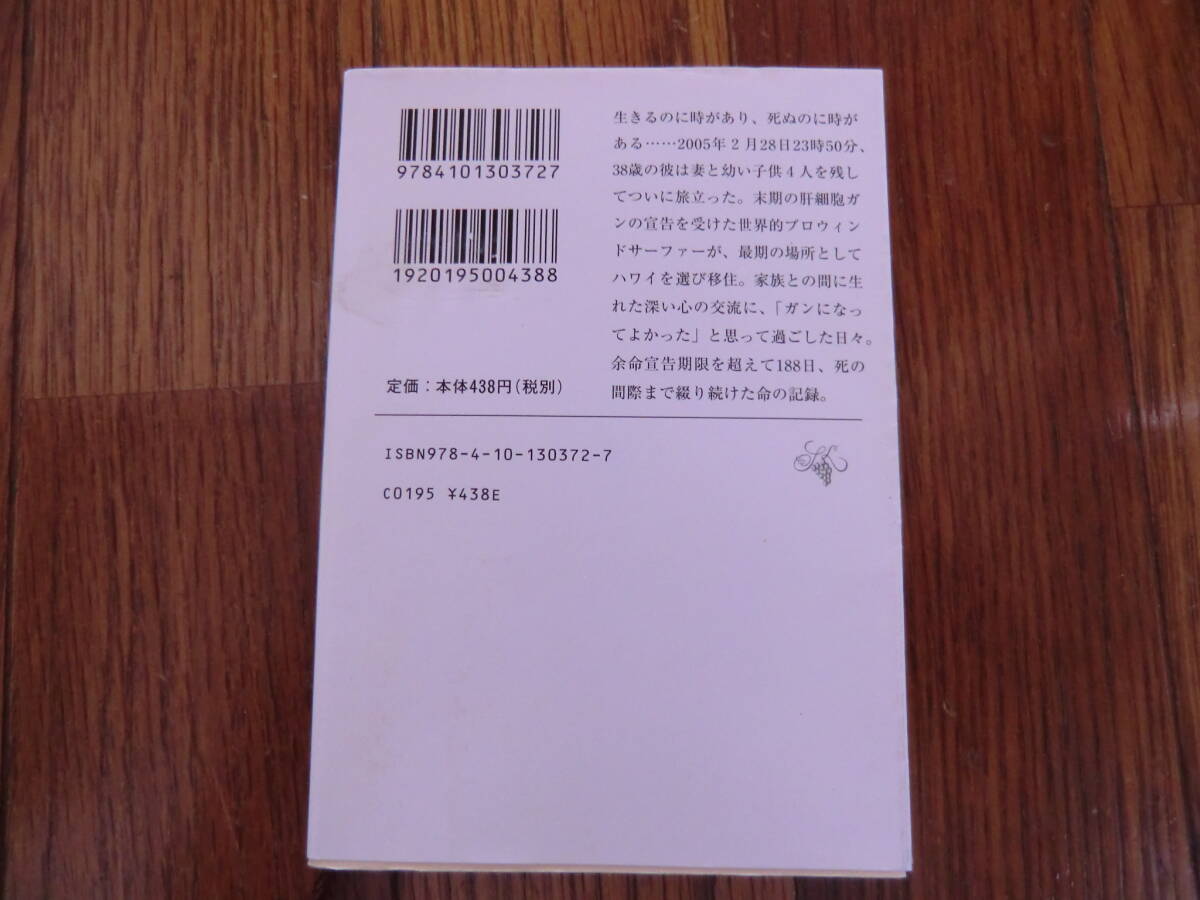 9784101303727
1920195004388
定価：本体438円（税別）
ISBN978-4-10-130372-7
C0195 ¥438E
生きるのに時があり、死ぬのに時が
ある……2005年２月28日23時50分、
38歳の彼は妻と幼い子供４人を残し
てついに旅立った。末期の肝細胞ガ
ンの宣告を受けた世界的プロウィン
ドサーファーが、最期の場所として
ハワイを選び移住。家族との間に生
れた深い心の交流に、「ガンになっ
てよかった」と思って過ごした日々。
余命宣告期限を超えて188日、死の
間際まで綴り続けた命の記録。